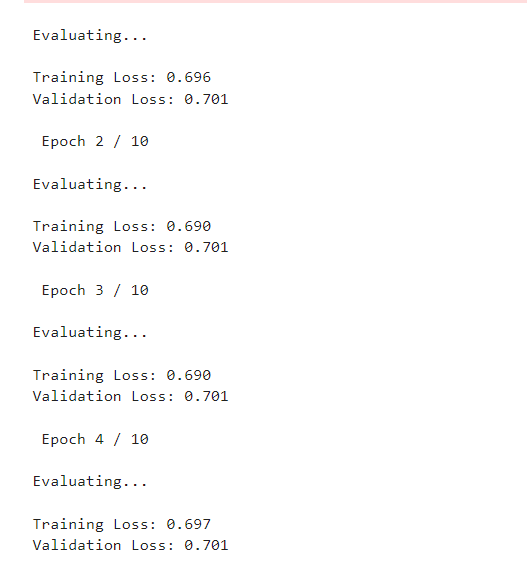 Evaluating...
Training Loss: 0.696
Validation Loss: 0.701
Epoch 2 / 10
Evaluating...
Training Loss: 0.690
Validation Loss: 0.701
Epoch 3 / 10
Evaluating...
Training Loss: 0.690
Validation Loss: 0.701
Epoch 4 / 10
Evaluating...
Training Loss: 0.697
Validation Loss: 0.701